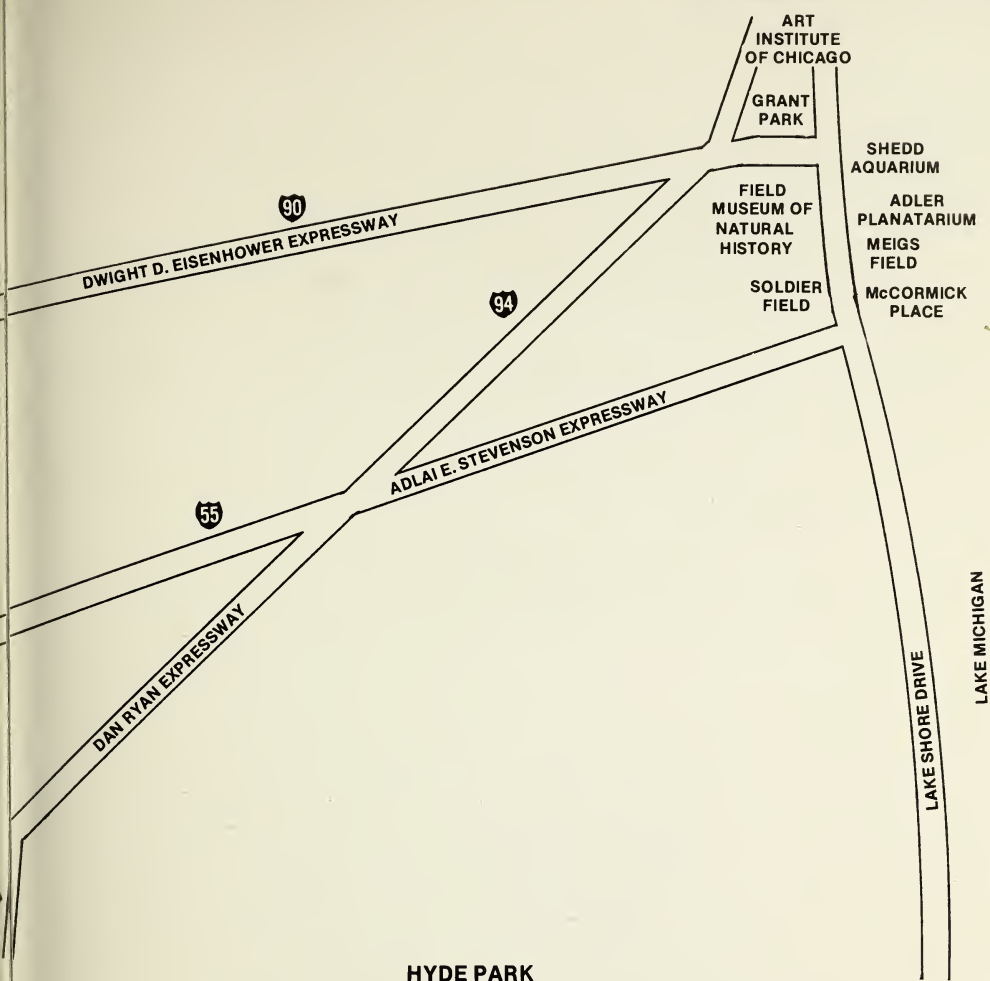 ART
INSTITUTE
OF CHICAGO
GRANT
PARK
SHEDD
AQUARIUM
FIELD
MUSEUM OF
NATURAL
HISTORY
ADLER
PLANATARIUM
MEIGS
FIELD
SOLDIER
FIELD
McCORMICK
PLACE
90
DWIGHT D. EISENHOWER EXPRESSWAY
94
ADLAI E. STEVENSON EXPRESSWAY
55
DAN RYAN EXPRESSWAY
LAKE SHORE DRIVE
LAKE MICHIGAN
HYDE PARK